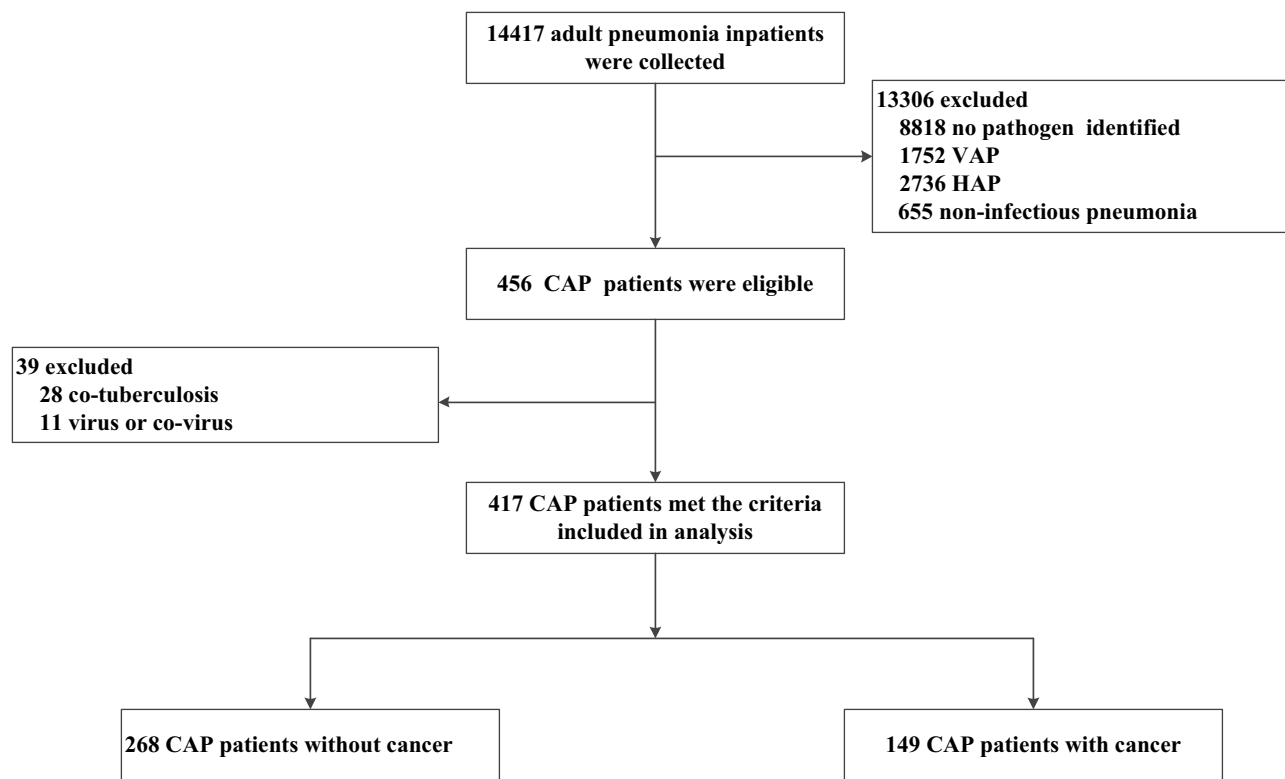 14417 adult pneumonia inpatients
were collected
13306 excluded
8818 no pathogen identified
1752 VAP
2736 HAP
655 non-infectious pneumonia
456 CAP patients were eligible
39 excluded
28 co-tuberculosis
11 virus or co-virus
417 CAP patients met the criteria
included in analysis
268 CAP patients without cancer
149 CAP patients with cancer